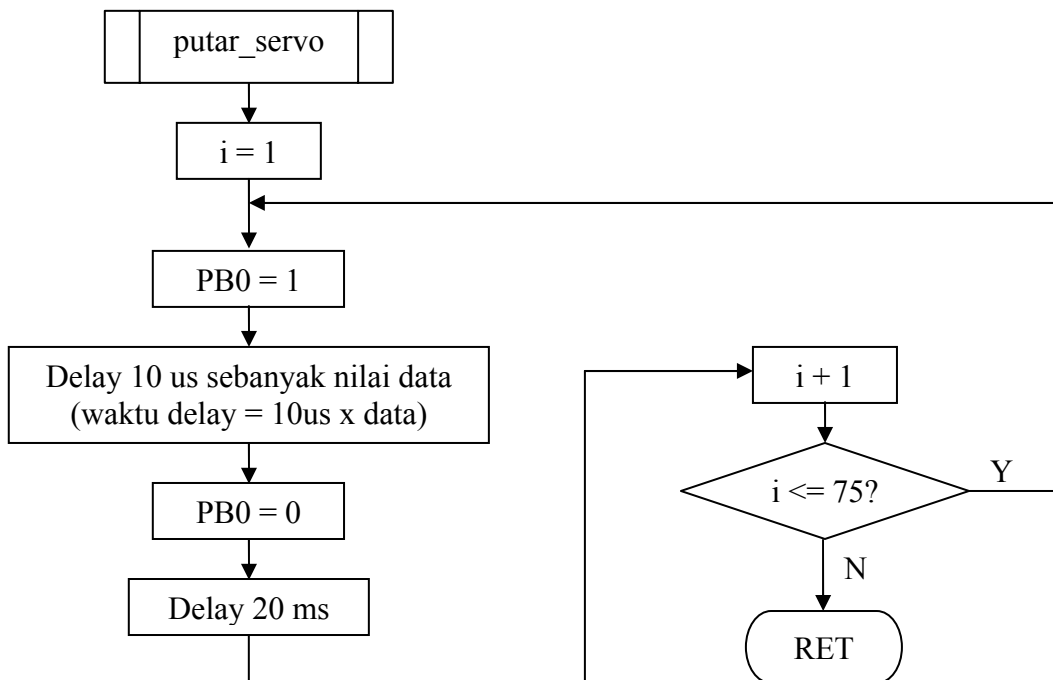 putar_servo
i = 1
PB0 = 1
Delay 10 us sebanyak nilai data
(waktu delay = 10us x data)
PB0 = 0
Delay 20 ms
i + 1
i <= 75?
Y
N
RET